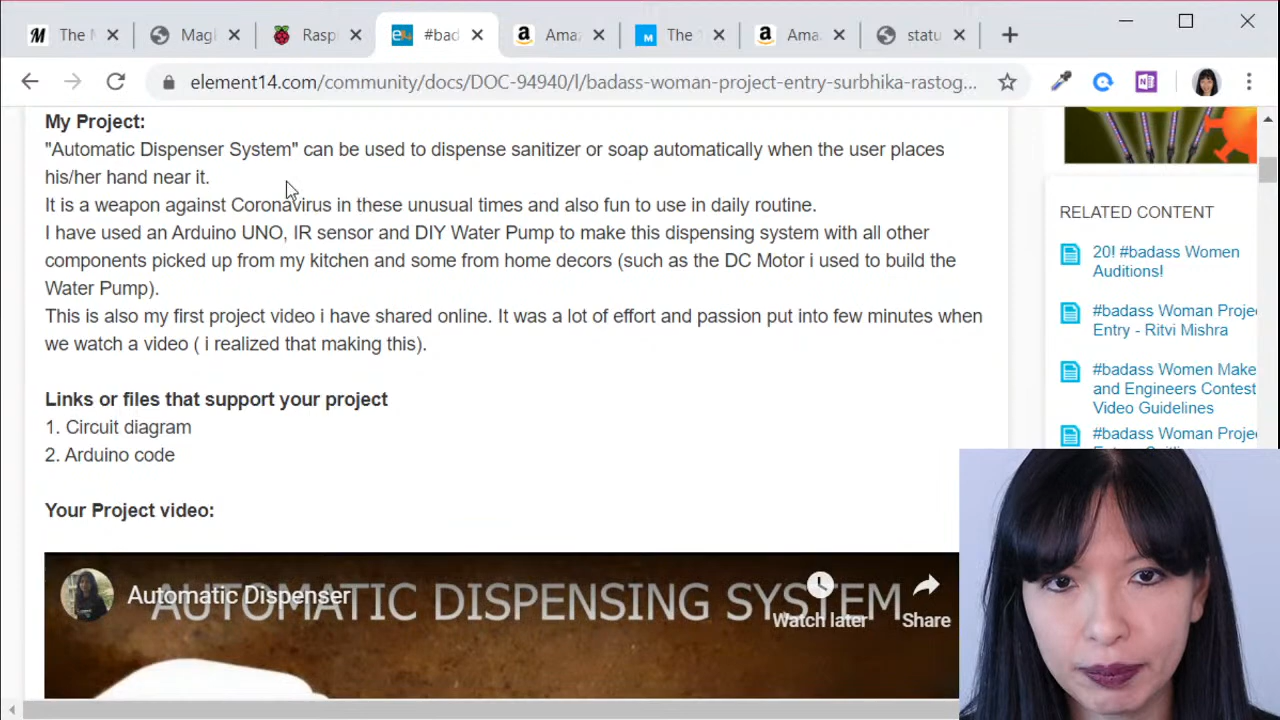 The M
Magl
Raspl
#bad
Ama
The 1
Ama
statu
element14.com/community/docs/DOC-94940/l/badass-woman-project-entry-surbhika-rastog...
My Project:
"Automatic Dispenser System" can be used to dispense sanitizer or soap automatically when the user places
his/her hand near it.
It is a weapon against Coronavirus in these unusual times and also fun to use in daily routine.
I have used an Arduino UNO, IR sensor and DIY Water Pump to make this dispensing system with all other
components picked up from my kitchen and some from home decors (such as the DC Motor i used to build the
Water Pump).
This is also my first project video i have shared online. It was a lot of effort and passion put into few minutes when
we watch a video ( i realized that making this).
Links or files that support your project
1. Circuit diagram
2. Arduino code
Your Project video:
Automatic Dispenser
AUTOMATIC DISPENSING SYSTEM
Watch later
Share
RELATED CONTENT
20! #badass Women
Auditions!
#badass Woman Proje
Entry - Ritvi Mishra
#badass Women Make
and Engineers Contest
Video Guidelines
#badass Woman Proje